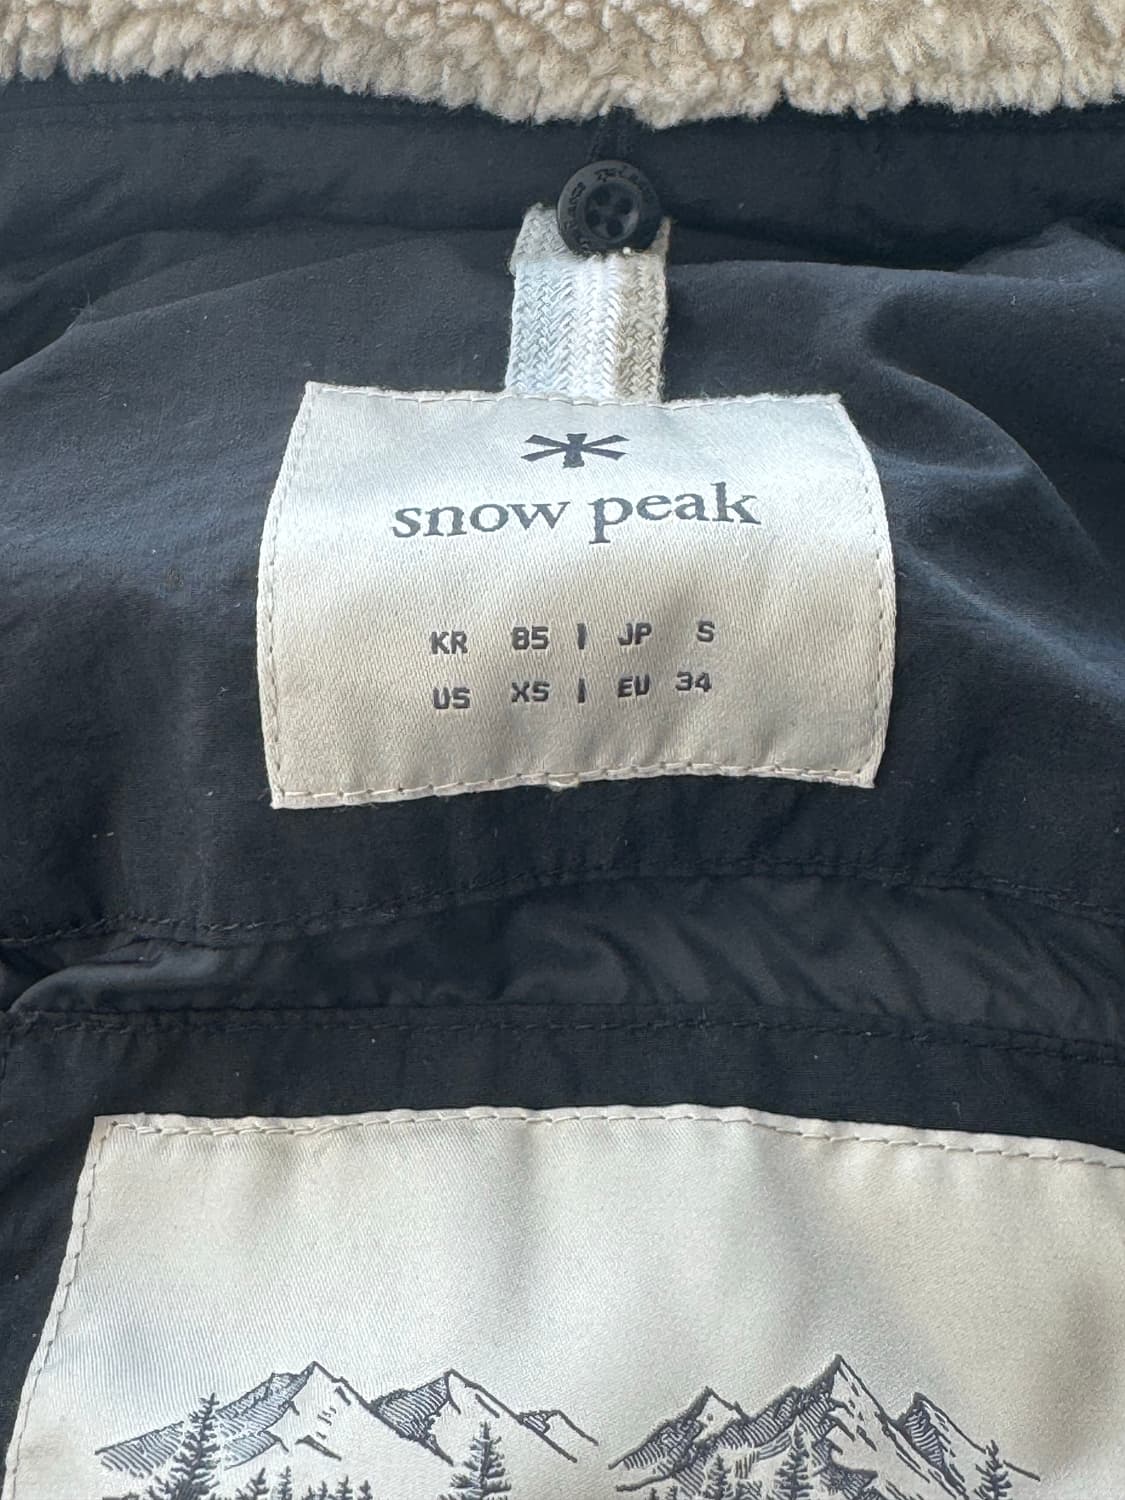 snow peak
KR 85 | JP S
US XS | EU 34